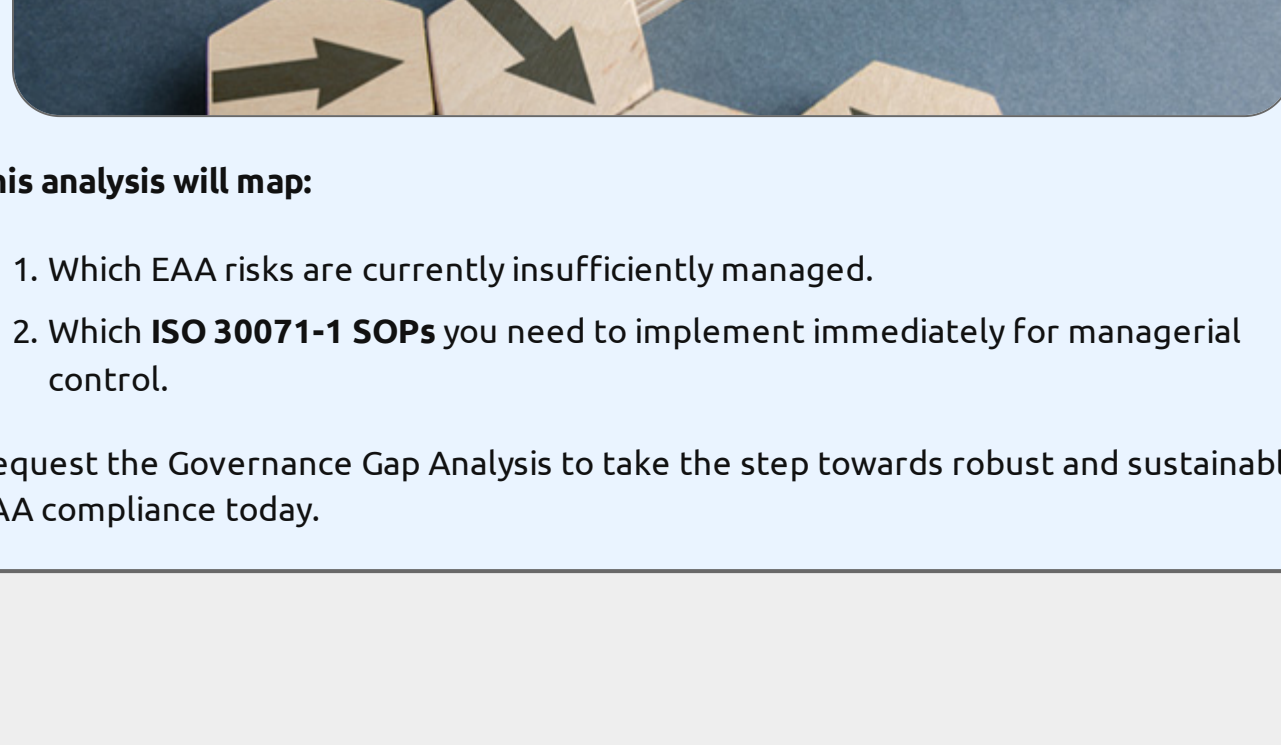 his analysis will map:
1. Which EAA risks are currently insufficiently managed.
2. Which ISO 30071-1 SOPs you need to implement immediately for managerial
control.
equest the Governance Gap Analysis to take the step towards robust and sustainabl
AA compliance today.